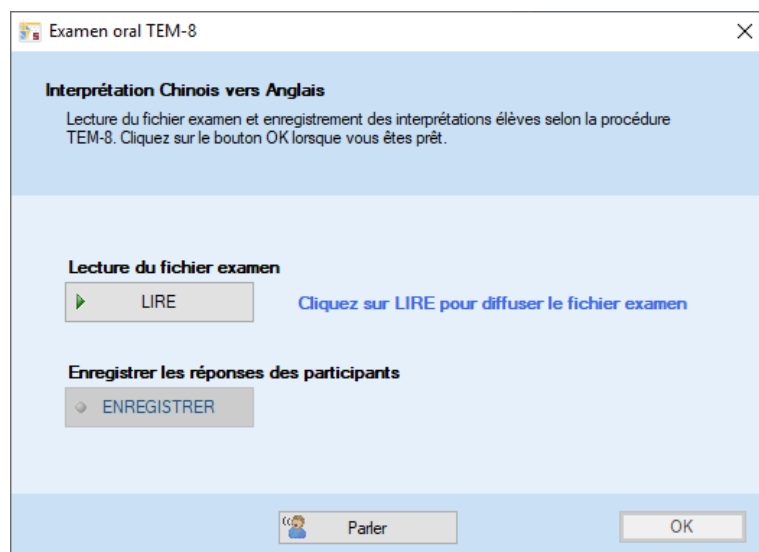 Examen oral TEM-8
Interprétation Chinois vers Anglais
Lecture du fichier examen et enregistrement des interprétations élèves selon la procédure
TEM-8. Cliquez sur le bouton OK lorsque vous êtes prêt.
Lecture du fichier examen
LIRE
Cliquez sur LIRE pour diffuser le fichier examen
Enregistrer les réponses des participants
ENREGISTRER
Parler
OK